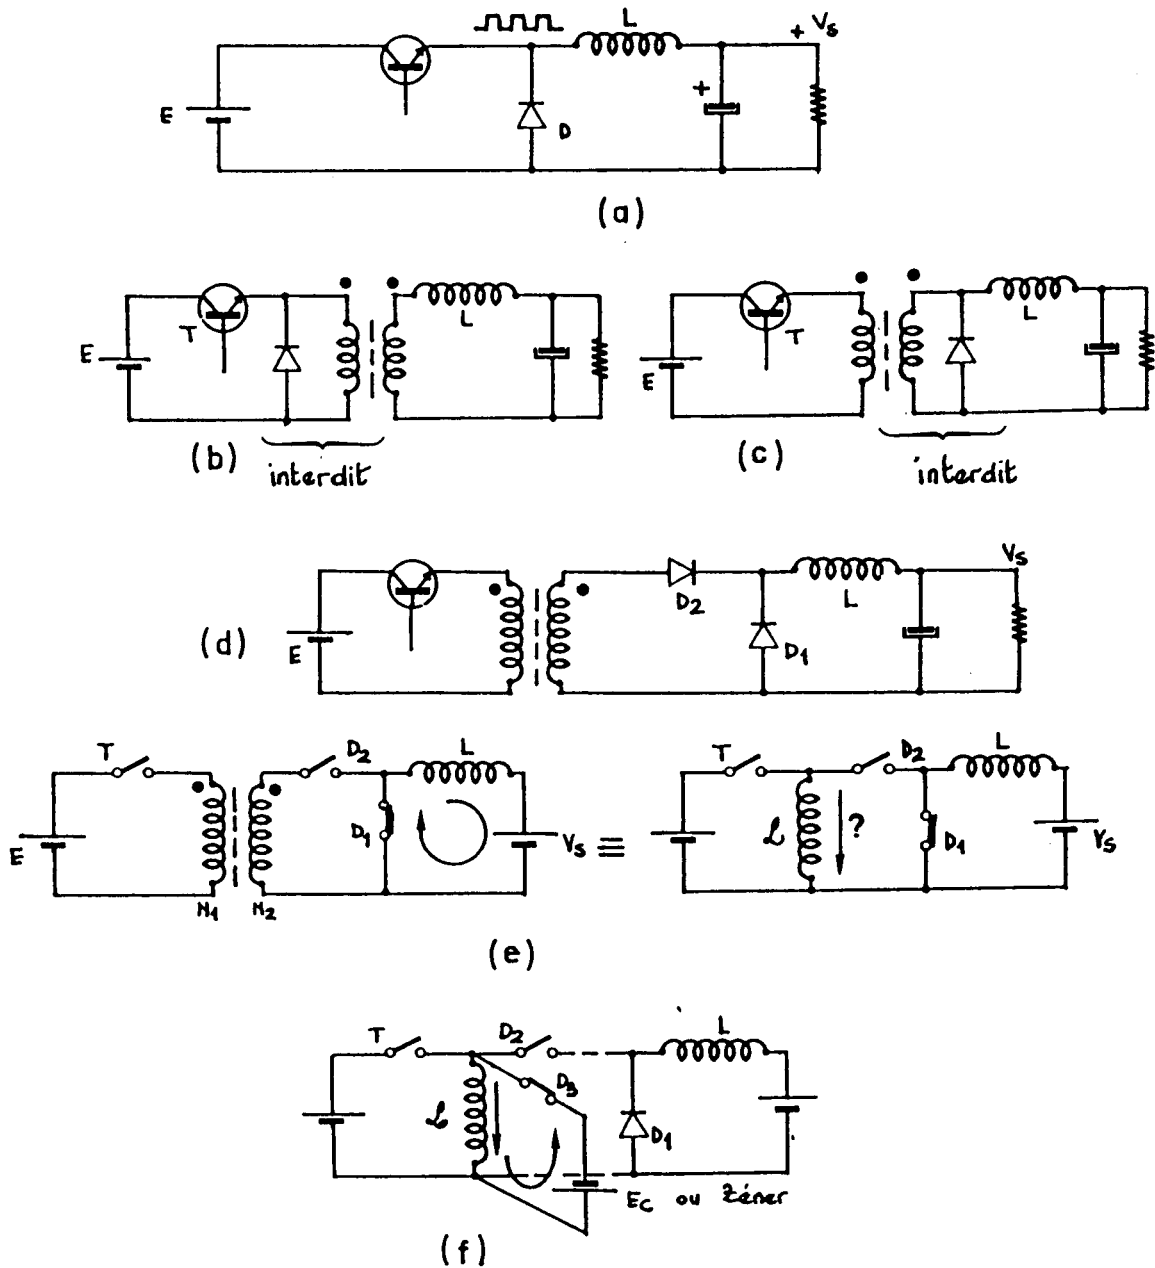 L
+ Vs
E
+
D
(a)
T
L
E
T
L
E
(b)
interdit
(c)
interdit
Vs
D2
L
(d)
E
D1
T
D2
L
T
D2
L
D1
E
Vs
≡
ℒ
?
D1
Vs
N1
N2
(e)
T
D2
L
D3
ℒ
D1
Ec ou Zéner
(f)